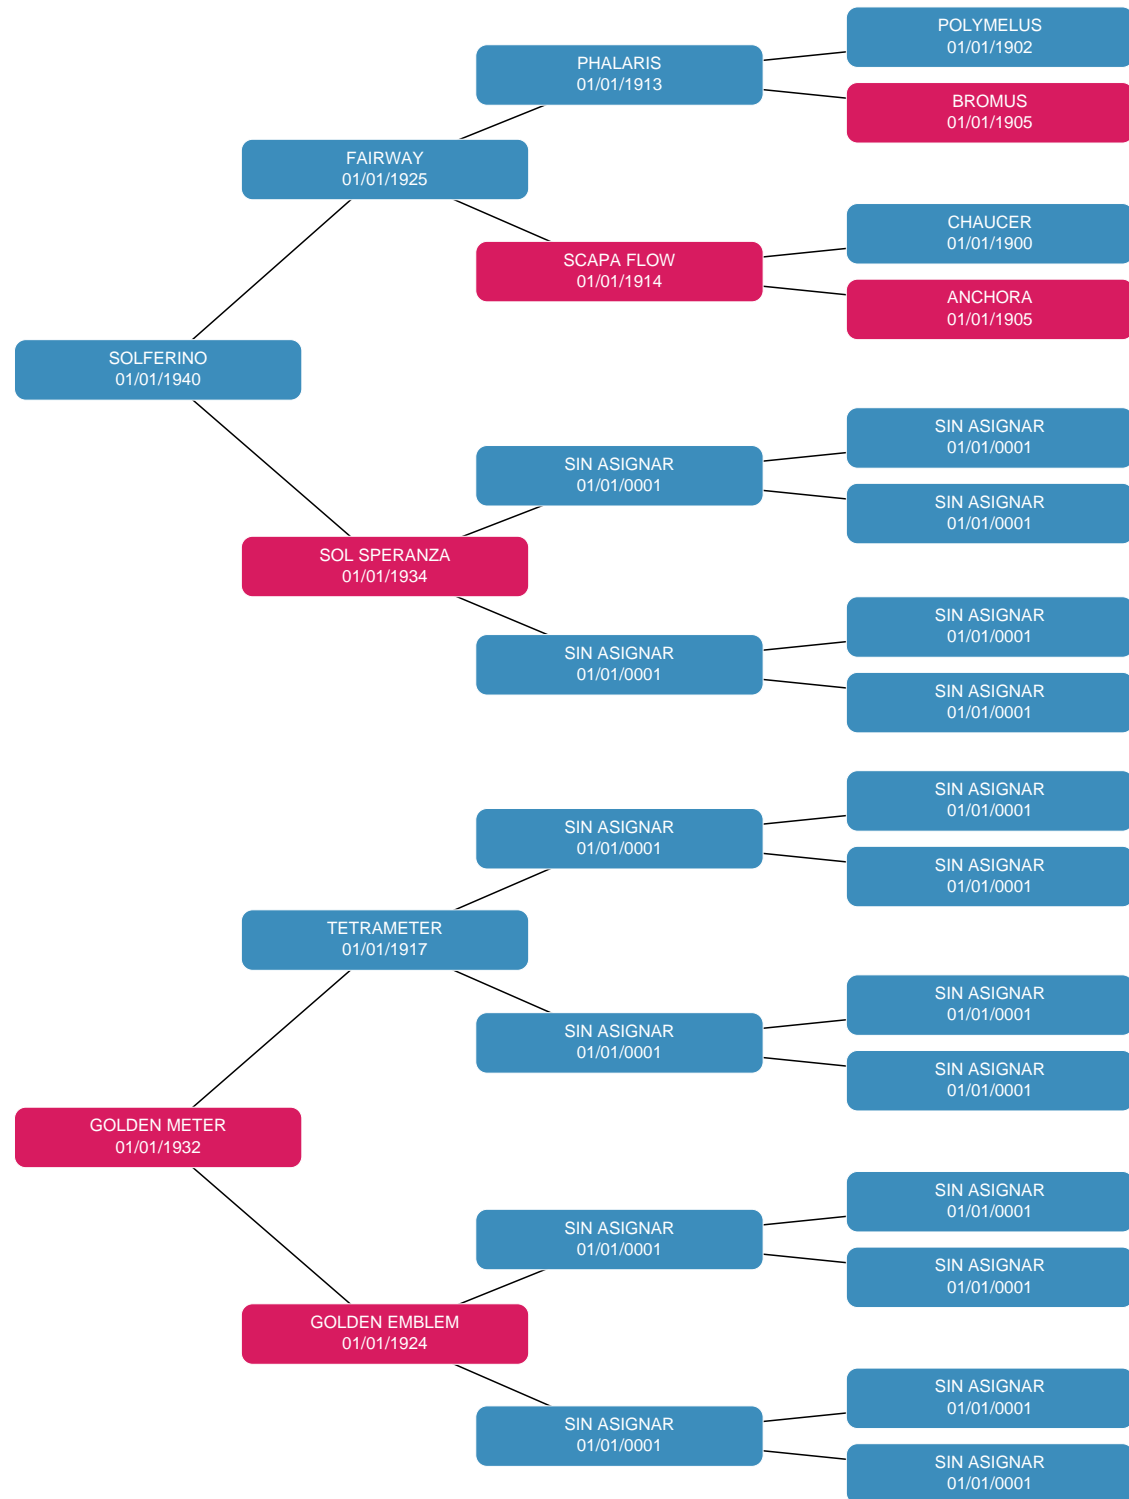 POLYMELUS
01/01/1902
PHALARIS
01/01/1913
BROMUS
01/01/1905
FAIRWAY
01/01/1925
CHAUCER
01/01/1900
SCAPA FLOW
01/01/1914
ANCHORA
01/01/1905
SOLFERINO
01/01/1940
SIN ASIGNAR
01/01/0001
SIN ASIGNAR
01/01/0001
SIN ASIGNAR
01/01/0001
SOL SPERANZA
01/01/1934
SIN ASIGNAR
01/01/0001
SIN ASIGNAR
01/01/0001
SIN ASIGNAR
01/01/0001
SIN ASIGNAR
01/01/0001
SIN ASIGNAR
01/01/0001
SIN ASIGNAR
01/01/0001
TETRAMETER
01/01/1917
SIN ASIGNAR
01/01/0001
SIN ASIGNAR
01/01/0001
SIN ASIGNAR
01/01/0001
GOLDEN METER
01/01/1932
SIN ASIGNAR
01/01/0001
SIN ASIGNAR
01/01/0001
SIN ASIGNAR
01/01/0001
GOLDEN EMBLEM
01/01/1924
SIN ASIGNAR
01/01/0001
SIN ASIGNAR
01/01/0001
SIN ASIGNAR
01/01/0001